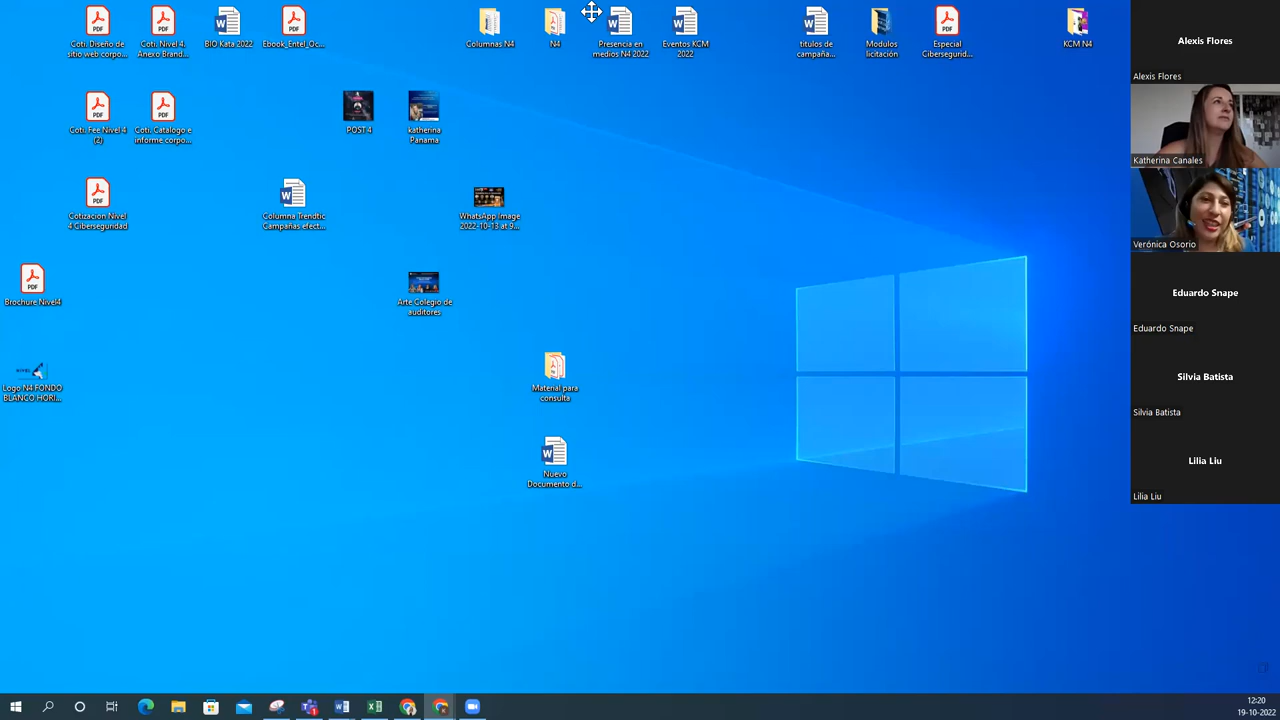 Coti. Diseño de
sitio web corpo...
Coti. Nivel 4.
Anexo Brand...
BIO Kata 2022
Ebook_Entel_Oc...
Columnas N4
N4
Presencia en
medios N4 2022
Eventos KCM
2022
titulos de
campaña...
Modulos
licitación
Especial
Cibersegurid...
KCM N4
Coti. Fee Nivel 4
(2)
Coti. Catalogo e
informe corpo...
POST 4
katherina
Panama
Cotizacion Nivel
4 Ciberseguridad
Columna Trendtic
Campañas efect...
WhatsApp Image
2022-10-13 at 9...
Brochure Nivel4
Arte Colegio de
auditores
Logo N4 FONDO
BLANCO HORI...
Material para
consulta
Nuevo
Documento d...
Alexis Flores
Alexis Flores
Katherina Canales
Verónica Osorio
Eduardo Snape
Eduardo Snape
Silvia Batista
Silvia Batista
Lilia Liu
Lilia Liu
12:20
19-10-2022